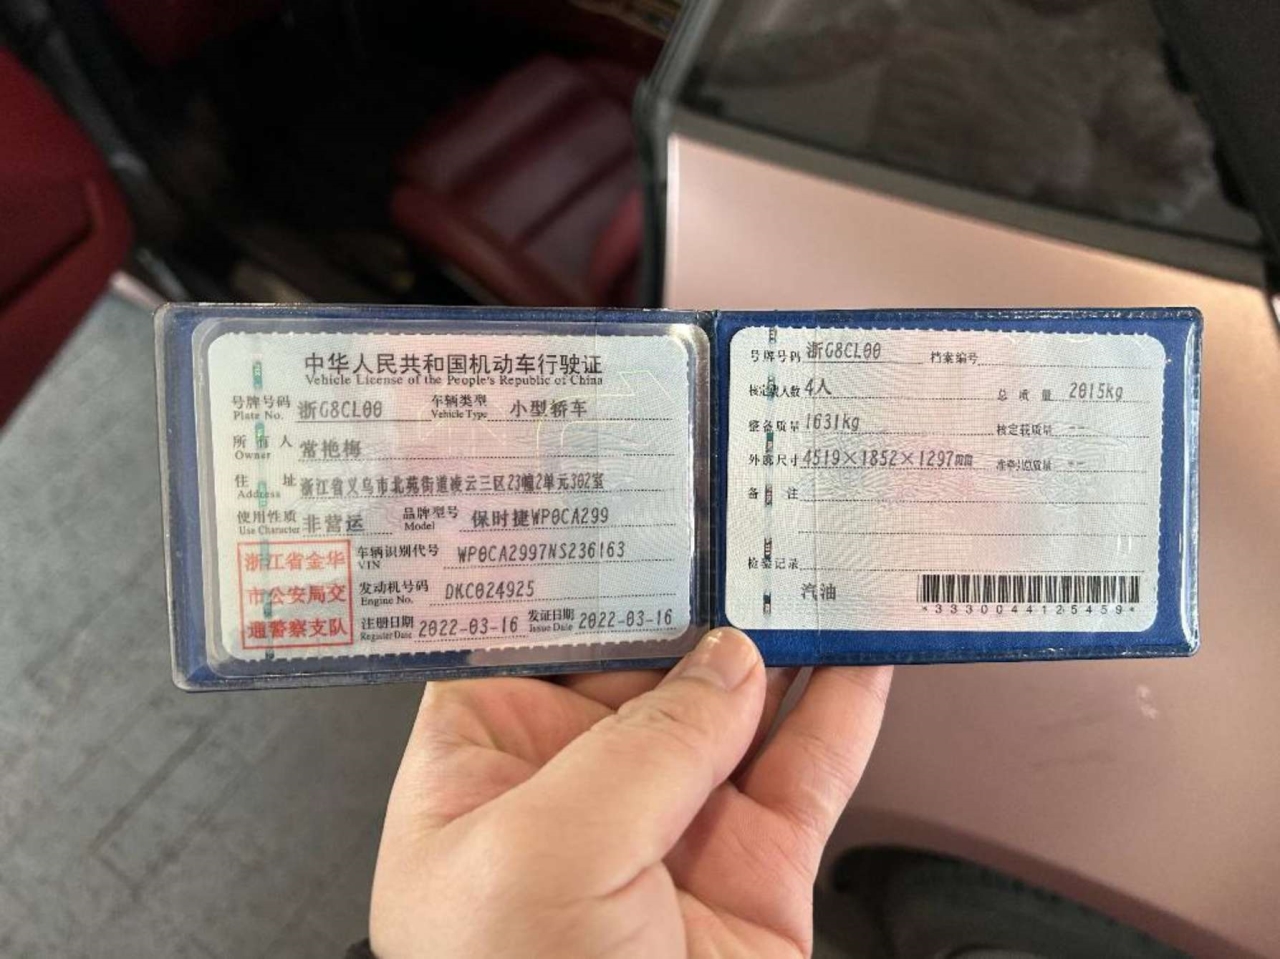 中华人民共和国机动车行驶证
Vehicle License of the People's Republic of China
号牌号码 浙G8CL00 车辆类型 小型轿车
Plate No. Vehicle Type
所有人 常艳梅
Owner
住址 浙江省义乌市北苑街道凌云三区23幢2单元302室
Address
使用性质 非营运 品牌型号 保时捷WP0CA299
Use Character Model
浙江省金华
市公安局交
通警察支队
车辆识别代号 WP0CA2997NS236163
VIN
发动机号码 DKC024925
Engine No.
注册日期 2022-03-16 发证日期 2022-03-16
Register Date Issue Date
号牌号码 浙G8CL00 档案编号
核定载人数 4人 总质量 2015kg
整备质量 1631kg 核定载质量 --
外廓尺寸 4519×1852×1297mm 准牵引总质量 --
备注
检验记录
汽油
*3330044125459*